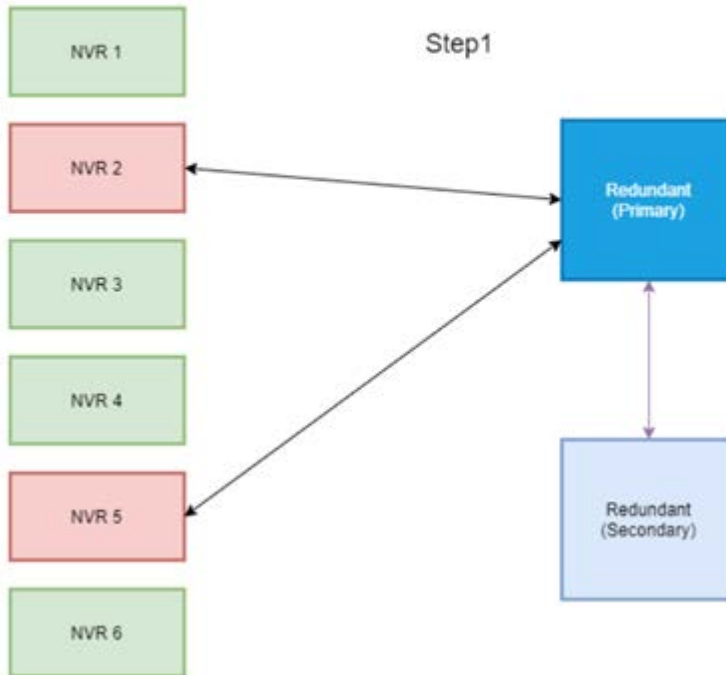 NVR 1
Step1
NVR 2
Redundant
(Primary)
NVR 3
NVR 4
NVR 5
Redundant
(Secondary)
NVR 6